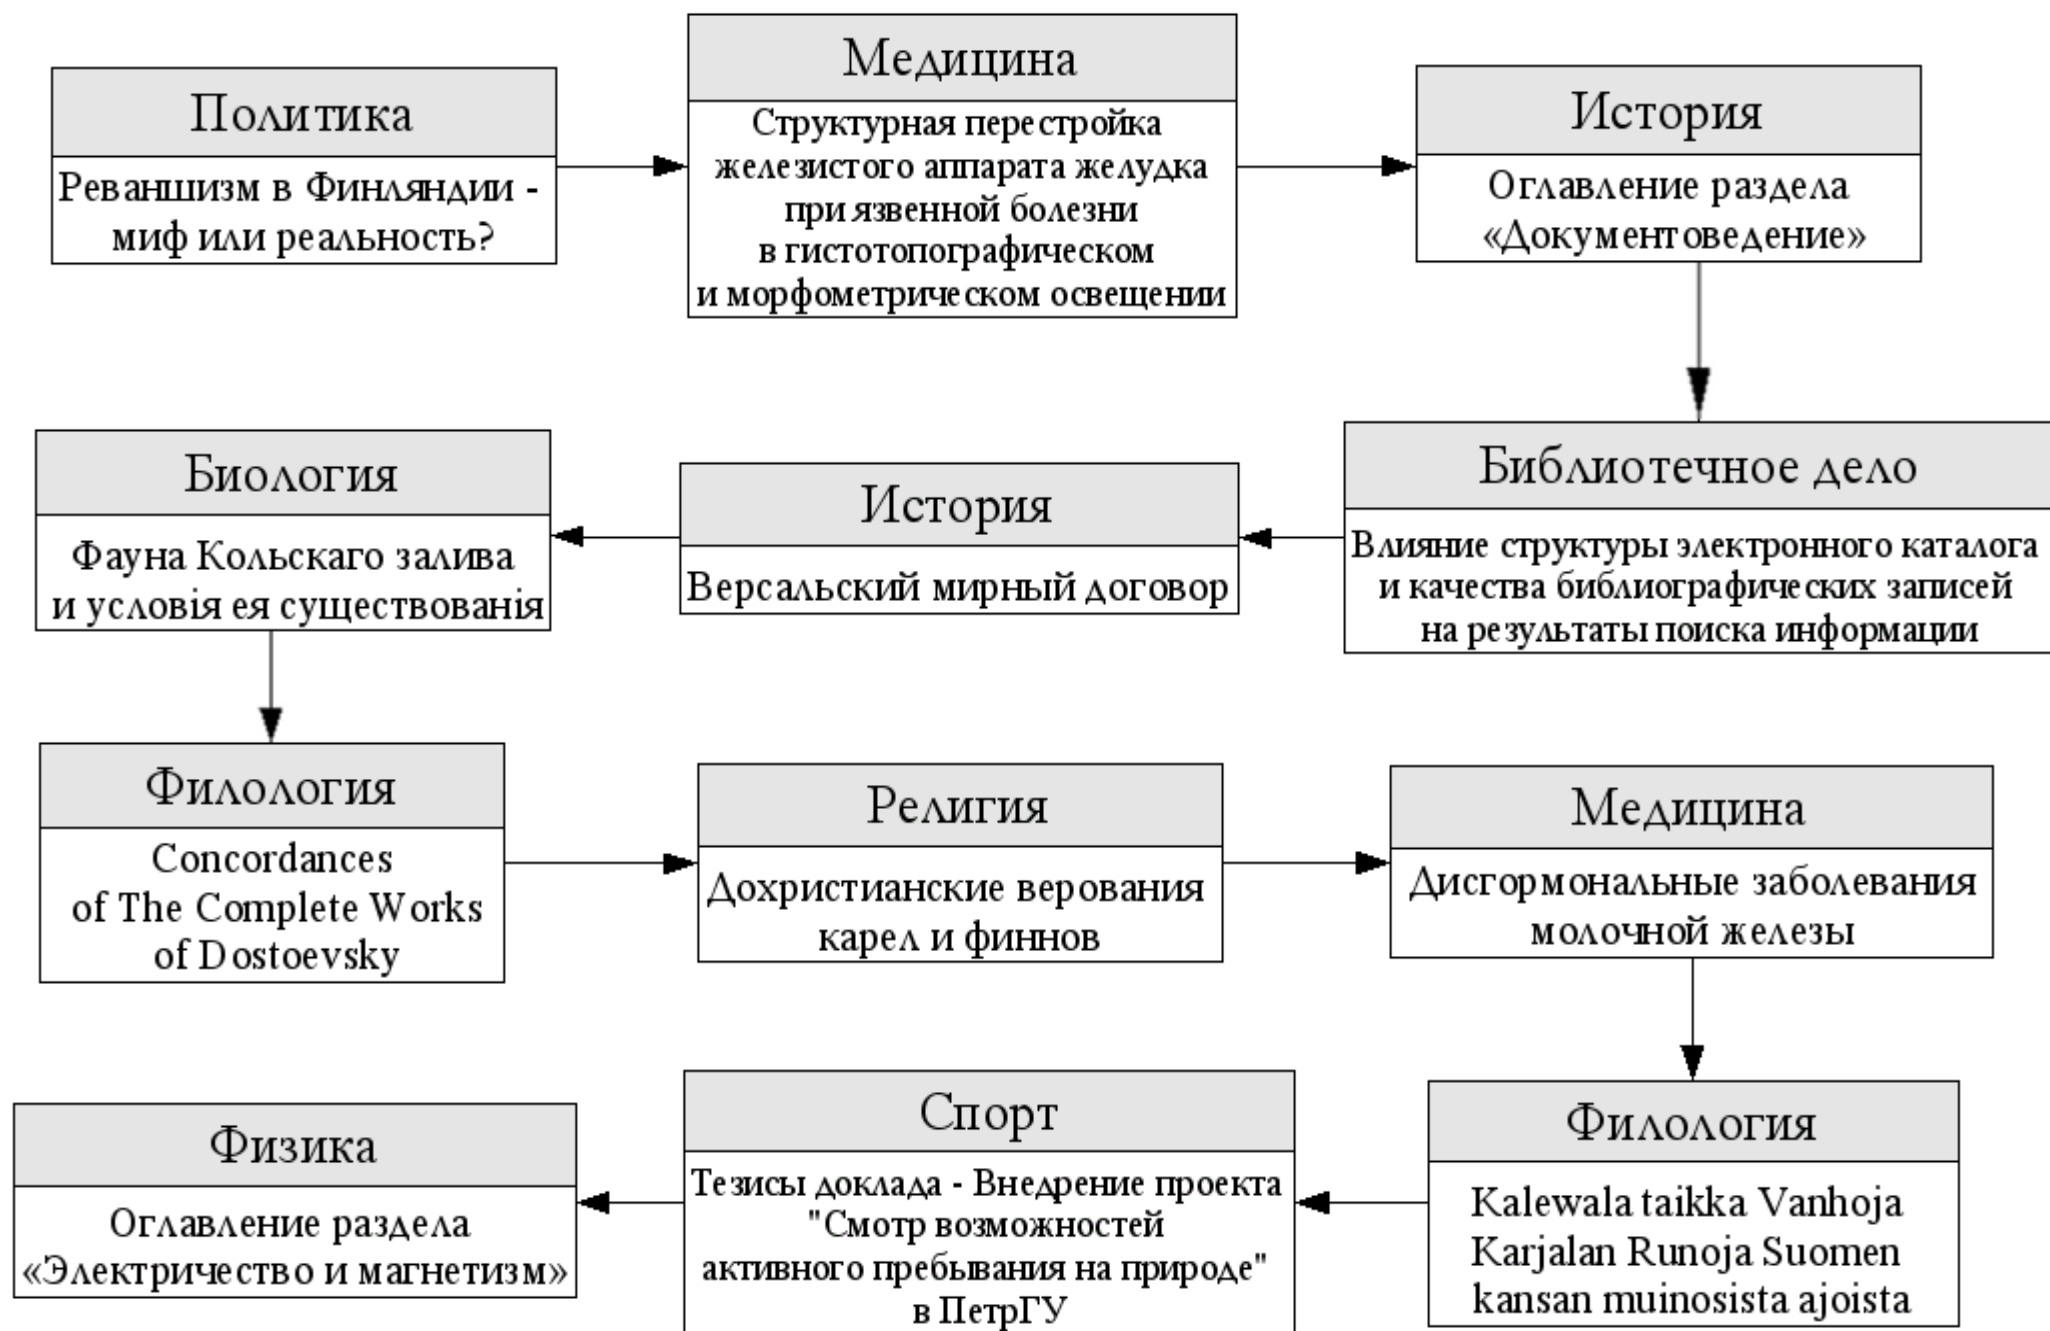 Политика
Реваншизм в Финляндии -
миф или реальность?
Медицина
Структурная перестройка
железистого аппарата желудка
при язвенной болезни
в гистотопографическом
и морфометрическом освещении
История
Оглавление раздела
«Документоведение»
Библиотечное дело
Влияние структуры электронного каталога
и качества библиографических записей
на результаты поиска информации
История
Версальский мирный договор
Биология
Фауна Кольскаго залива
и условія ея существованія
Филология
Concordances
of The Complete Works
of Dostoevsky
Религия
Дохристианские верования
карел и финнов
Медицина
Дисгормональные заболевания
молочной железы
Филология
Kalewala taikka Vanhoja
Karjalan Runoja Suomen
kansan muinosista ajoista
Спорт
Тезисы доклада - Внедрение проекта
"Смотр возможностей
активного пребывания на природе"
в ПетрГУ
Физика
Оглавление раздела
«Электричество и магнетизм»